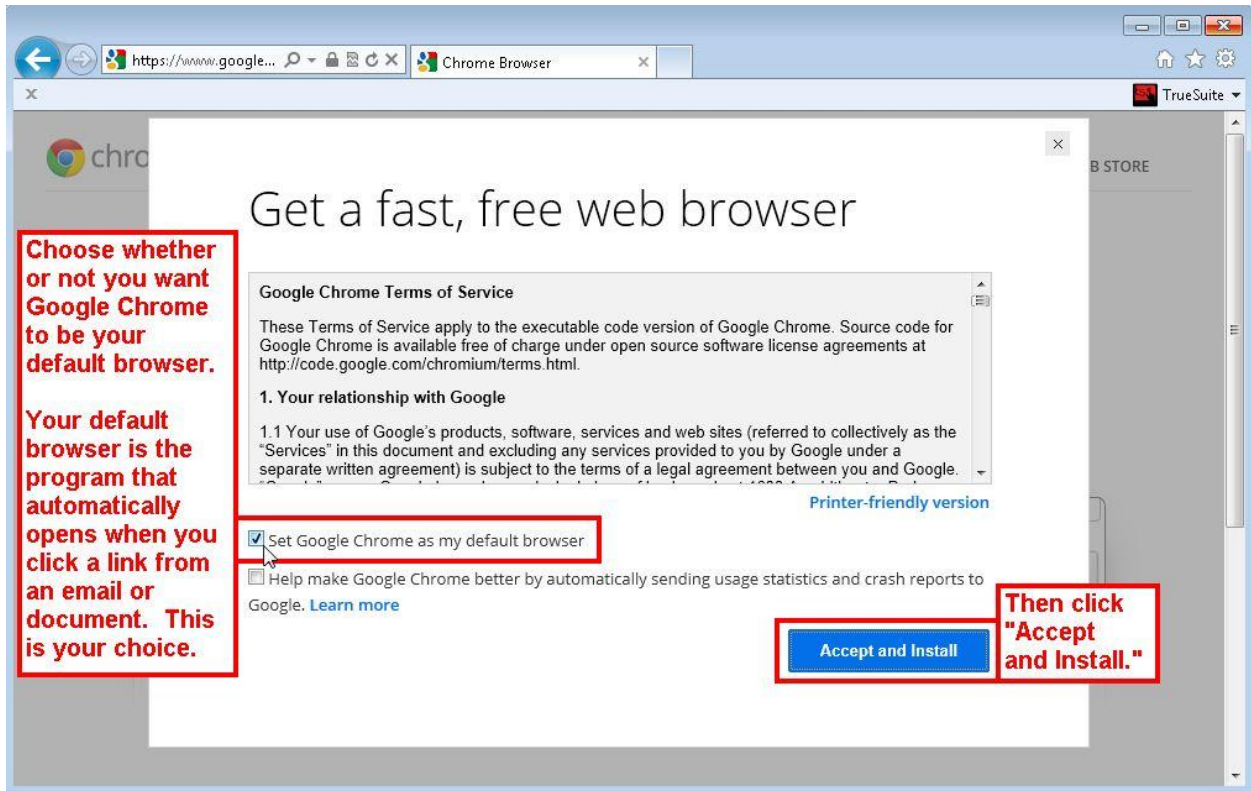 https://www.google...
Chrome Browser
x
TrueSuite
chro
B STORE
Get a fast, free web browser
Choose whether
or not you want
Google Chrome
to be your
default browser.
Your default
browser is the
program that
automatically
opens when you
click a link from
an email or
document. This
is your choice.
Google Chrome Terms of Service
These Terms of Service apply to the executable code version of Google Chrome. Source code for
Google Chrome is available free of charge under open source software license agreements at
http://code.google.com/chromium/terms.html.
1. Your relationship with Google
1.1 Your use of Google's products, software, services and web sites (referred to collectively as the
“Services” in this document and excluding any services provided to you by Google under a
separate written agreement) is subject to the terms of a legal agreement between you and Google.
Printer-friendly version
Set Google Chrome as my default browser
Help make Google Chrome better by automatically sending usage statistics and crash reports to
Google. Learn more
Accept and Install
Then click
"Accept
and Install."